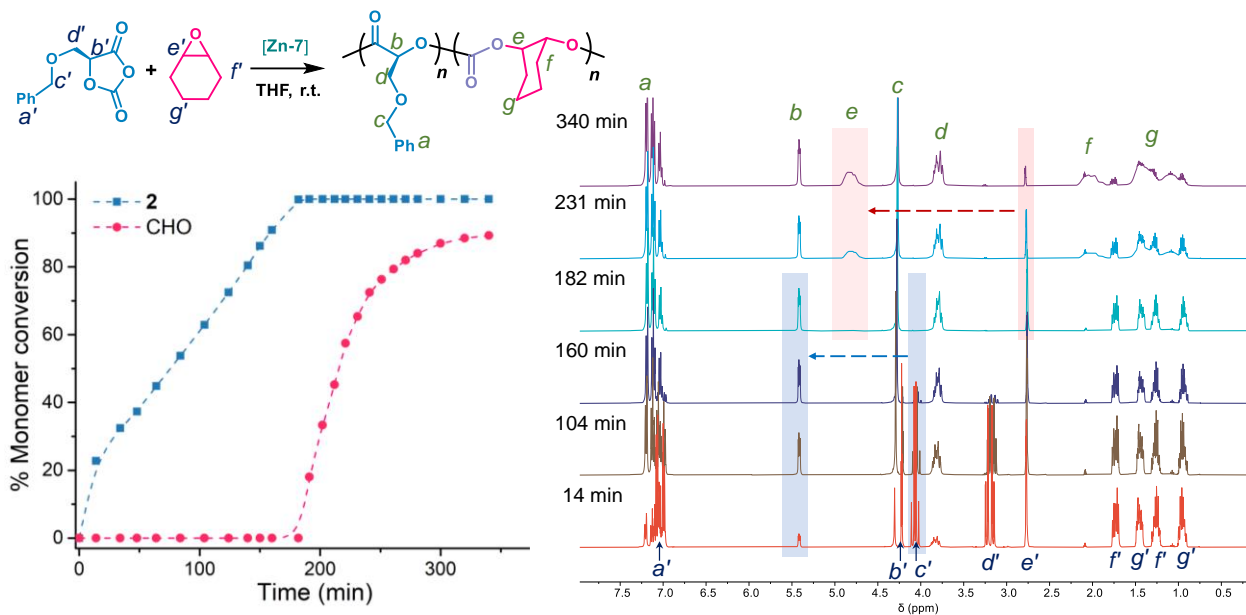 d' b' O O
O O O
c' O
Ph
a'
+
e' O f'
g'
[Zn-7]
THF, r.t.
O b O n O O e O n
d O f
O g
c Ph a
% Monomer conversion
100
80
60
40
20
0
2
CHO
0 100 200 300
Time (min)
a b c d e f g
340 min
231 min
182 min
160 min
104 min
14 min
a' b' c' d' e' f' g' f' g'
7.5 7.0 6.5 6.0 5.5 5.0 4.5 4.0 3.5 3.0 2.5 2.0 1.5 1.0
δ (ppm)